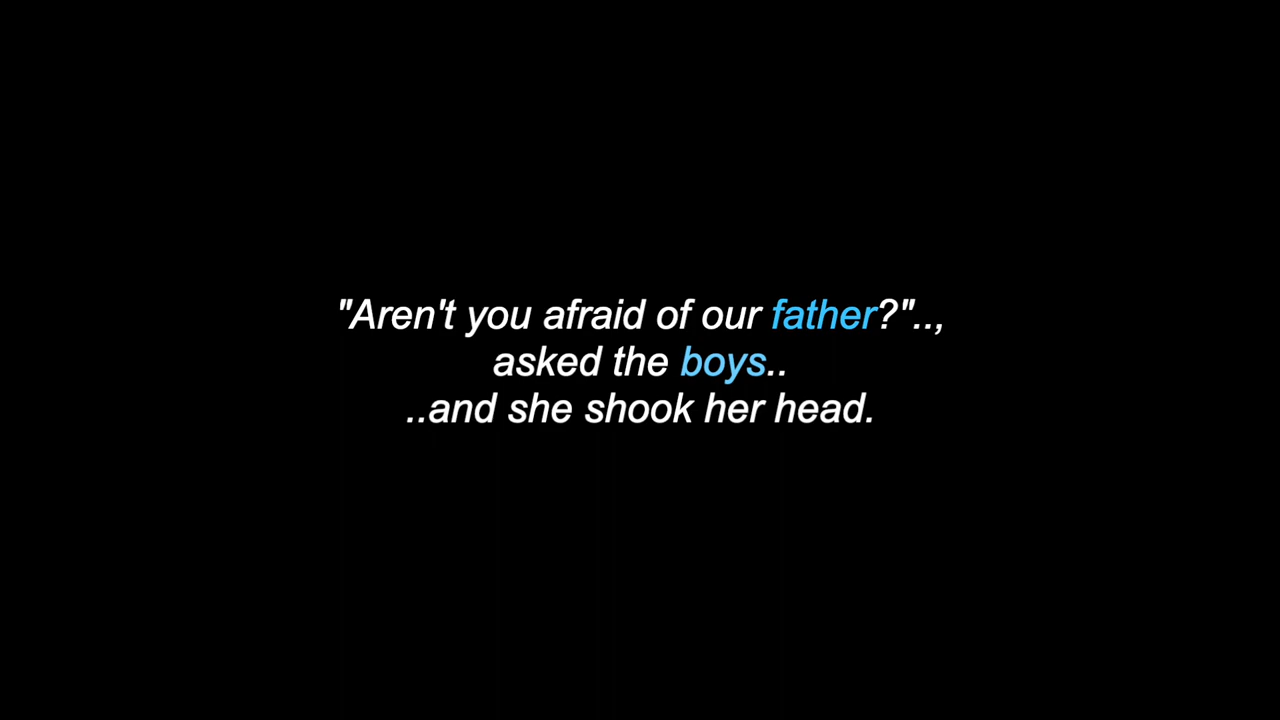 "Aren't you afraid of our father?"..,
asked the boys..
..and she shook her head.